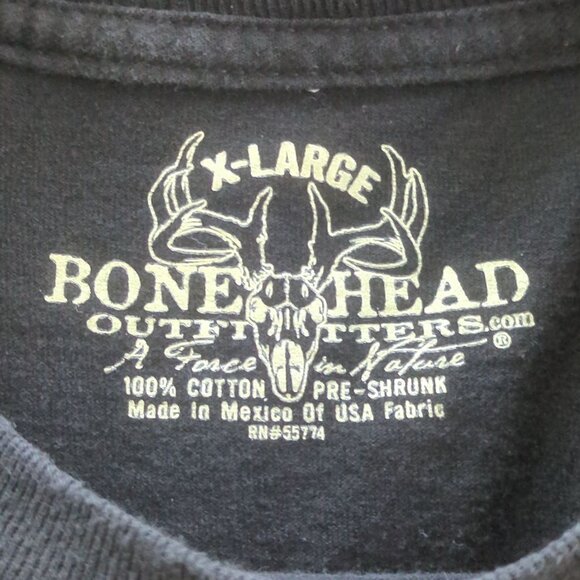 X-LARGE
BONE HEAD
OUTFITTERS.com
A Force in Nature ®
100% COTTON PRE-SHRUNK
Made In Mexico Of USA Fabric
RN#55774